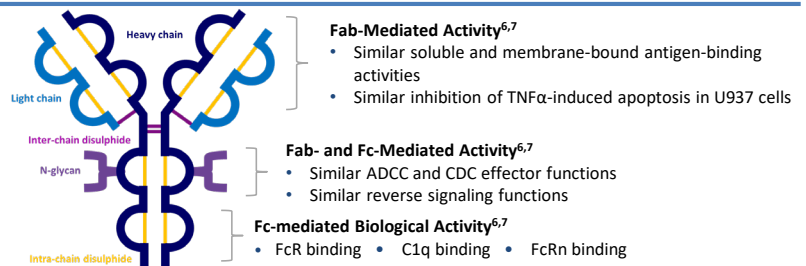 Heavy chain
Light chain
Inter-chain disulphide
N-glycan
Intra-chain disulphide
Fab-Mediated Activity6,7
• Similar soluble and membrane-bound antigen-binding
activities
• Similar inhibition of TNFα-induced apoptosis in U937 cells
Fab- and Fc-Mediated Activity6,7
• Similar ADCC and CDC effector functions
• Similar reverse signaling functions
Fc-mediated Biological Activity6,7
• FcR binding • C1q binding • FcRn binding